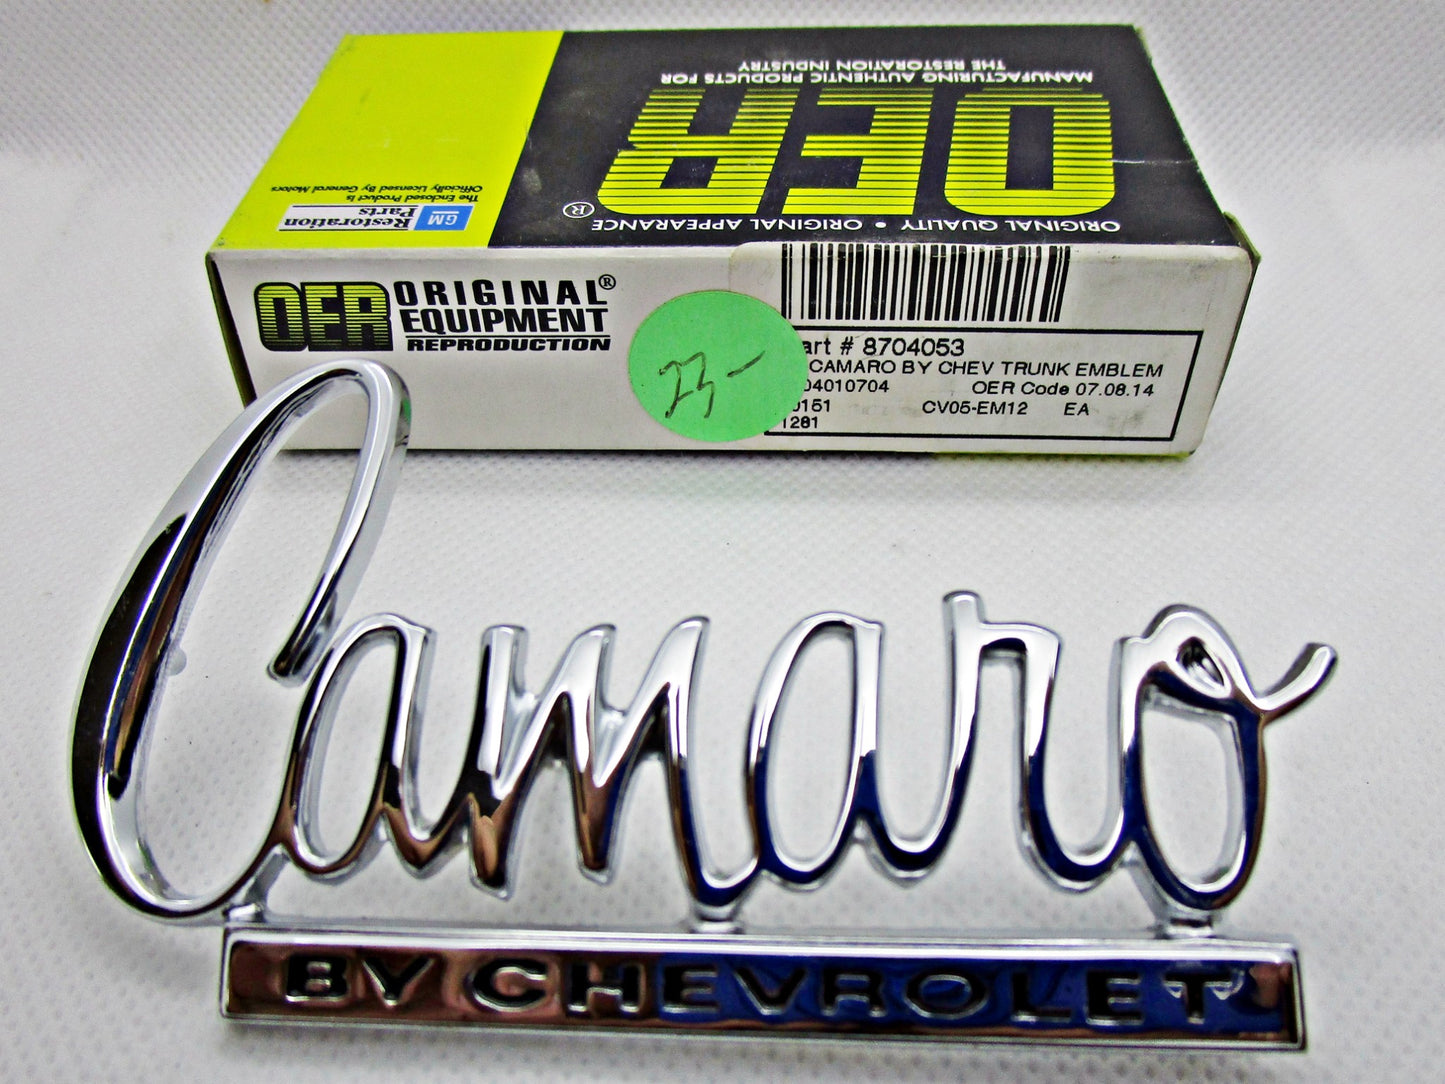 ORIGINAL QUALITY • ORIGINAL APPEARANCE
OER®
MANUFACTURING AUTHENTIC PRODUCTS FOR
THE RESTORATION INDUSTRY
GM Restoration Parts
The Enclosed Product Is
Officially Licensed By General Motors
OER ORIGINAL®
EQUIPMENT
REPRODUCTION
23-
art # 8704053
CAMARO BY CHEV TRUNK EMBLEM
04010704 OER Code 07.08.14
0151 CV05-EM12 EA
1281
Camaro
BY CHEVROLET